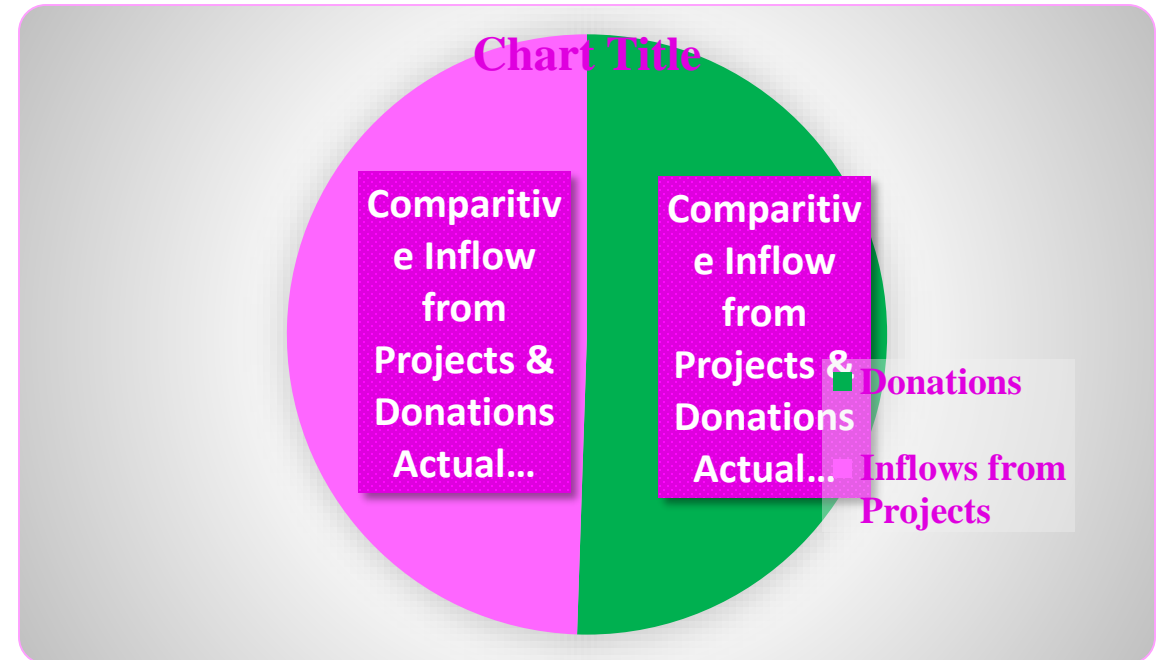 Chart Title
Comparitiv
e Inflow
from
Projects &
Donations
Actual…
Comparitiv
e Inflow
from
Projects &
Donations
Actual…
Donations
Inflows from
Projects